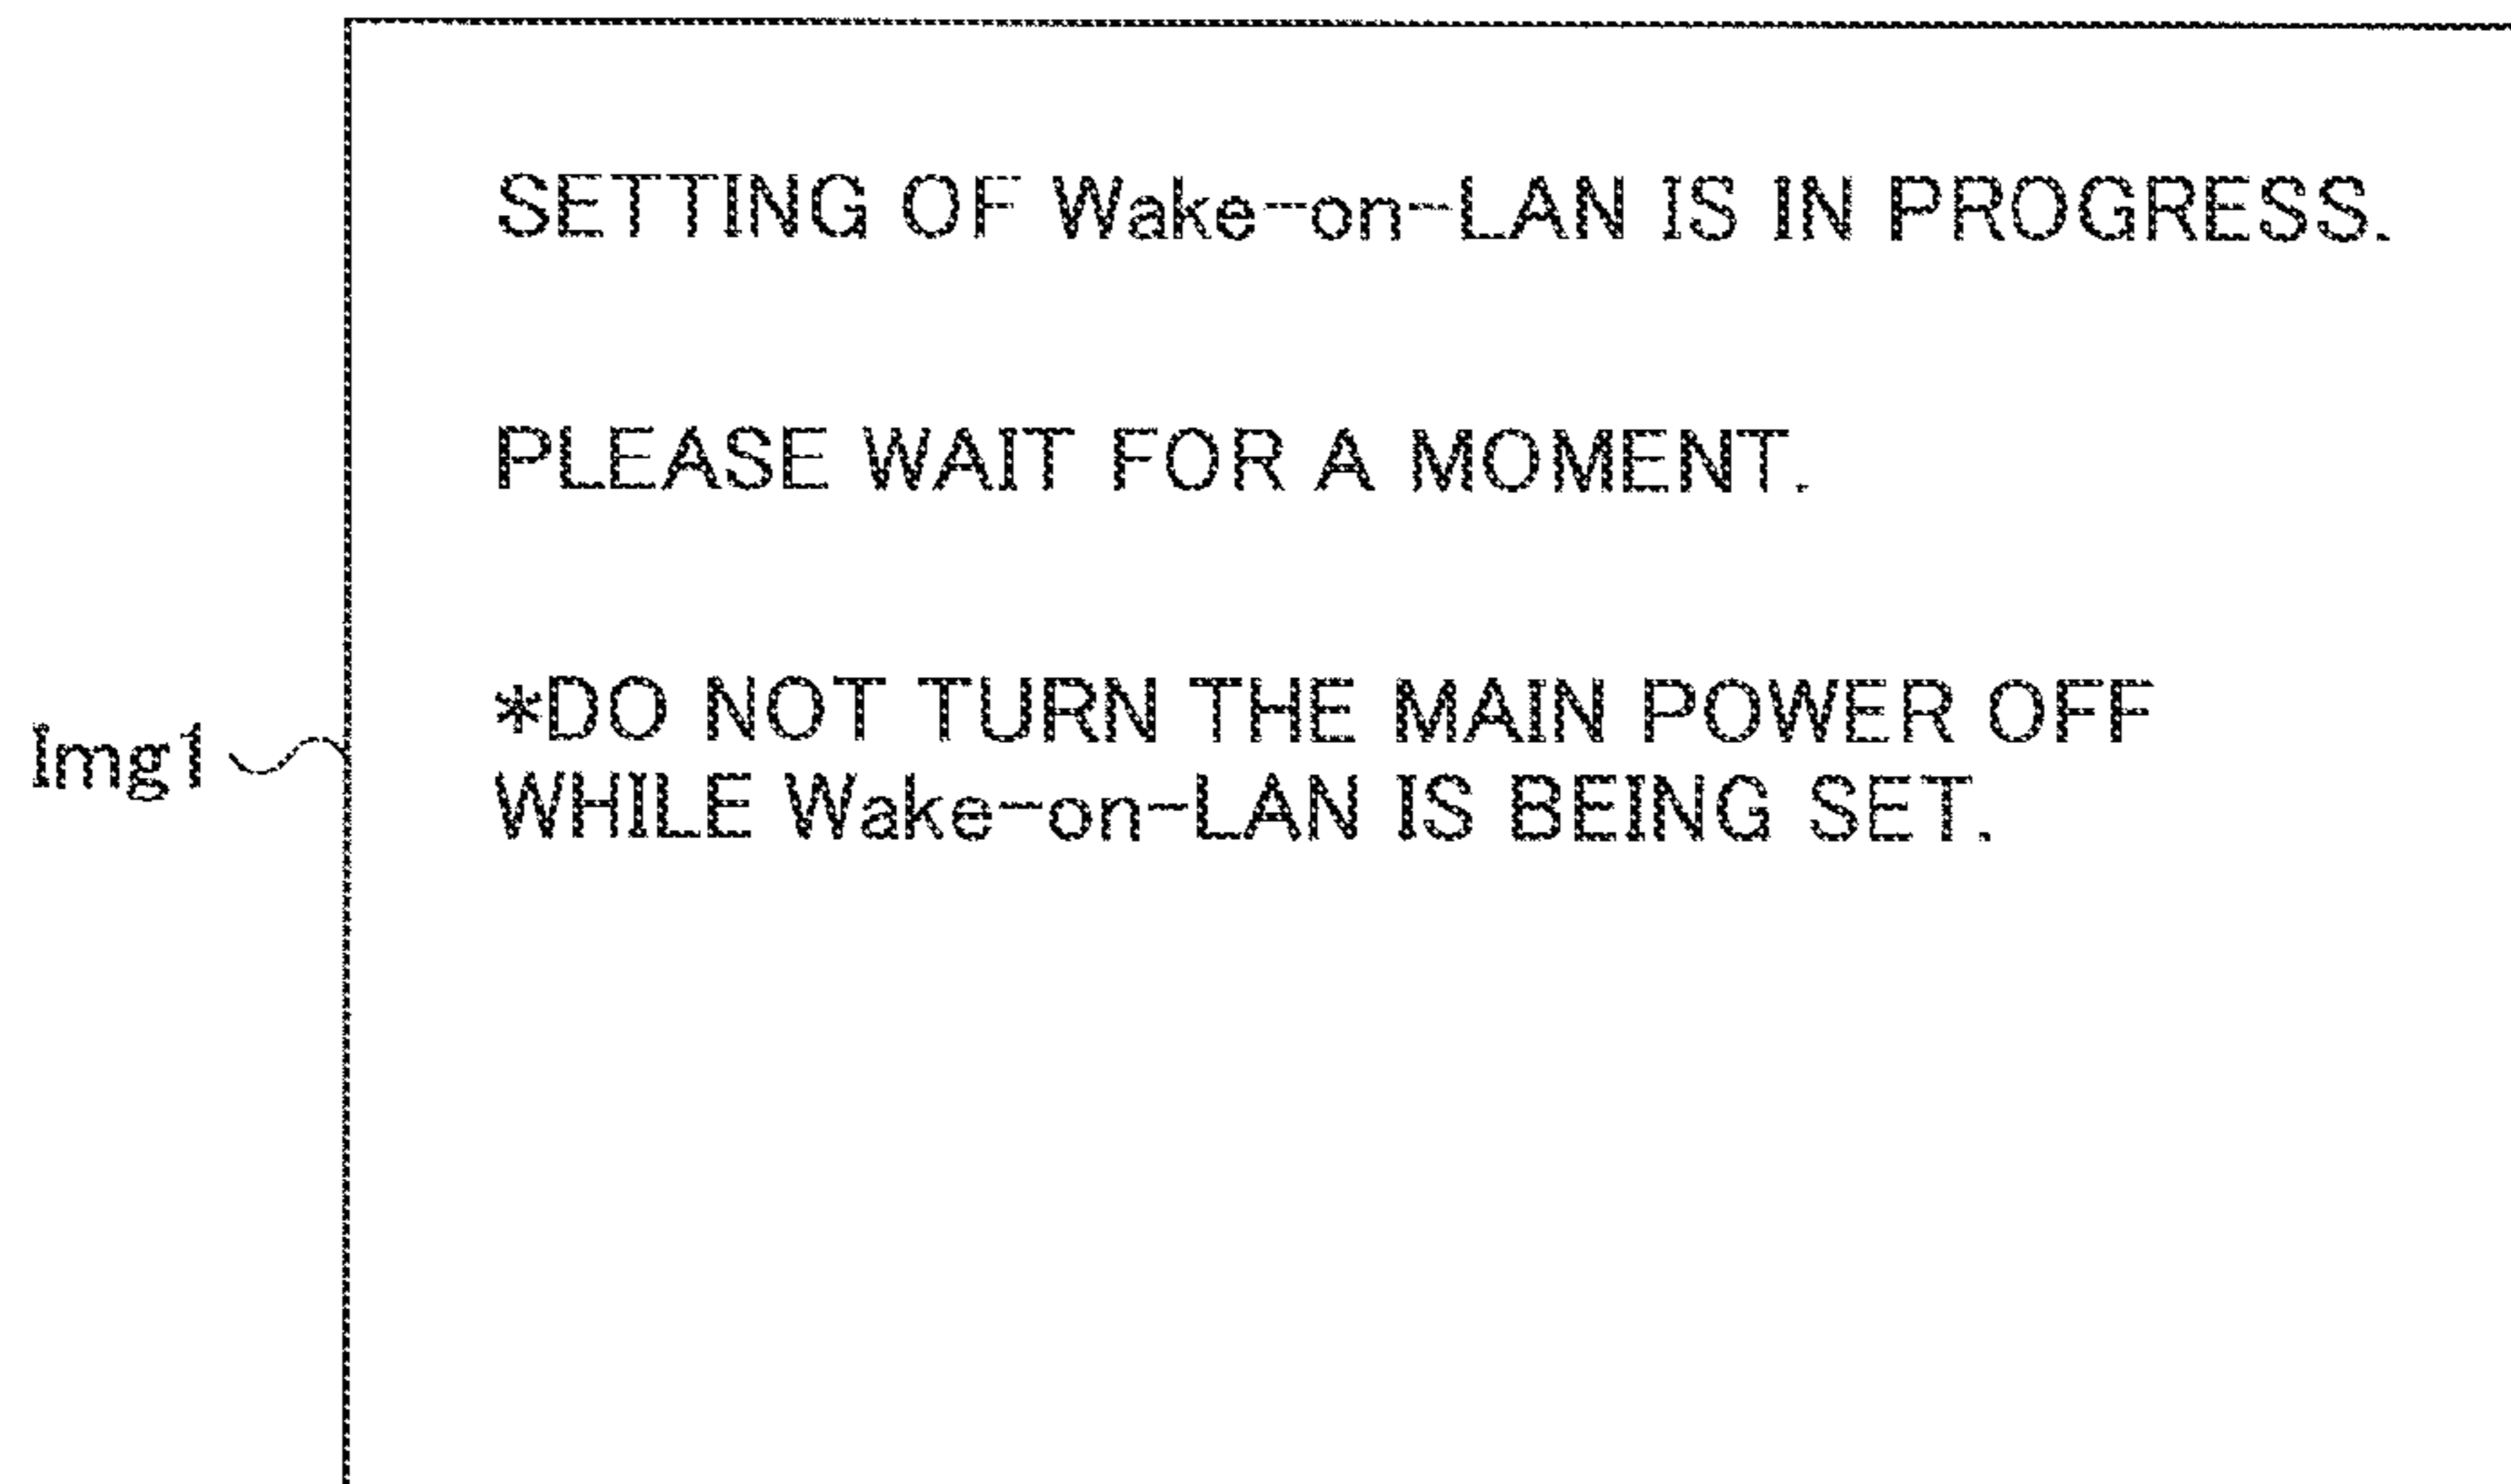 SETTING OF Wake-on-LAN IS IN PROGRESS.
PLEASE WAIT FOR A MOMENT.
*DO NOT TURN THE MAIN POWER OFF
WHILE Wake-on-LAN IS BEING SET.
Img1